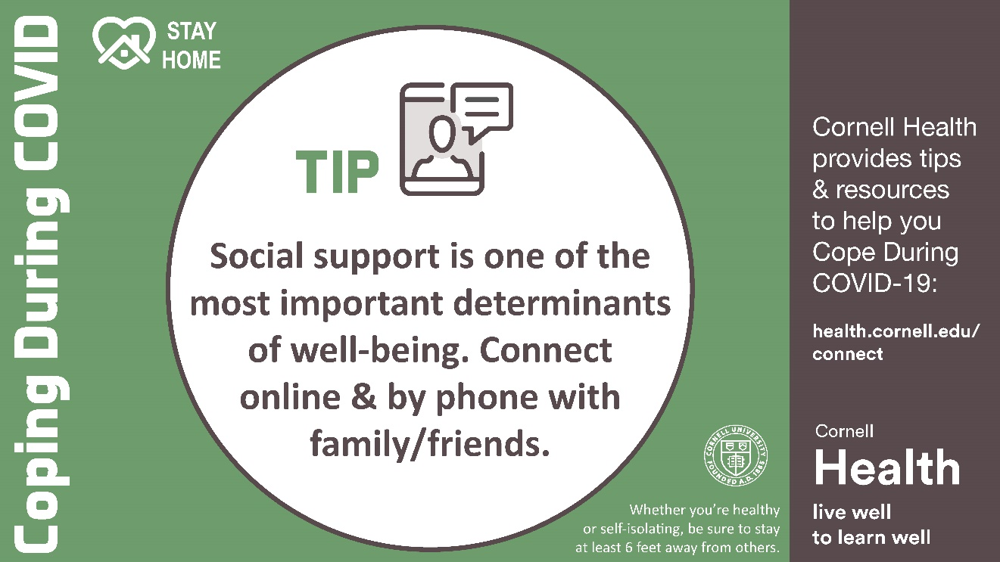 Coping During COVID
STAY
HOME
TIP
Social support is one of the
most important determinants
of well-being. Connect
online & by phone with
family/friends.
CORNELL UNIVERSITY
FOUNDED A.D. 1865
Whether you're healthy
or self-isolating, be sure to stay
at least 6 feet away from others.
Cornell Health
provides tips
& resources
to help you
Cope During
COVID-19:
health.cornell.edu/
connect
Cornell
Health
live well
to learn well